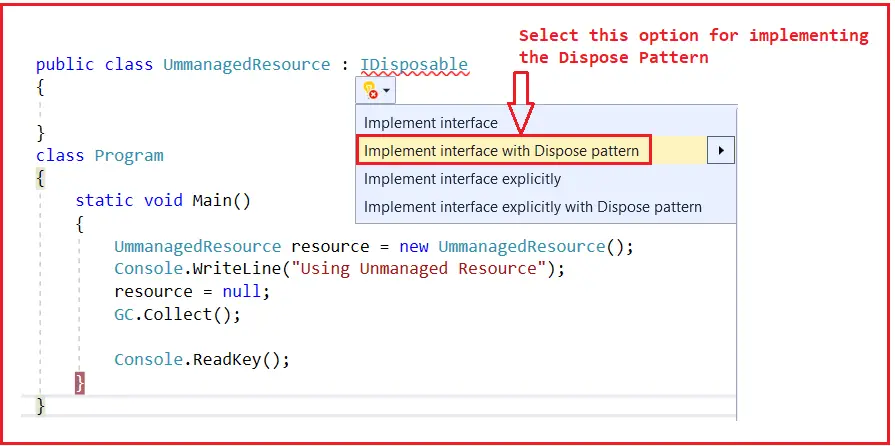 Select this option for implementing
the Dispose Pattern
public class UmmanagedResource : IDisposable
{
}
Implement interface
Implement interface with Dispose pattern
Implement interface explicitly
Implement interface explicitly with Dispose pattern
class Program
{
static void Main()
{
UmmanagedResource resource = new UmmanagedResource();
Console.WriteLine("Using Unmanaged Resource");
resource = null;
GC.Collect();
Console.ReadKey();
}
}